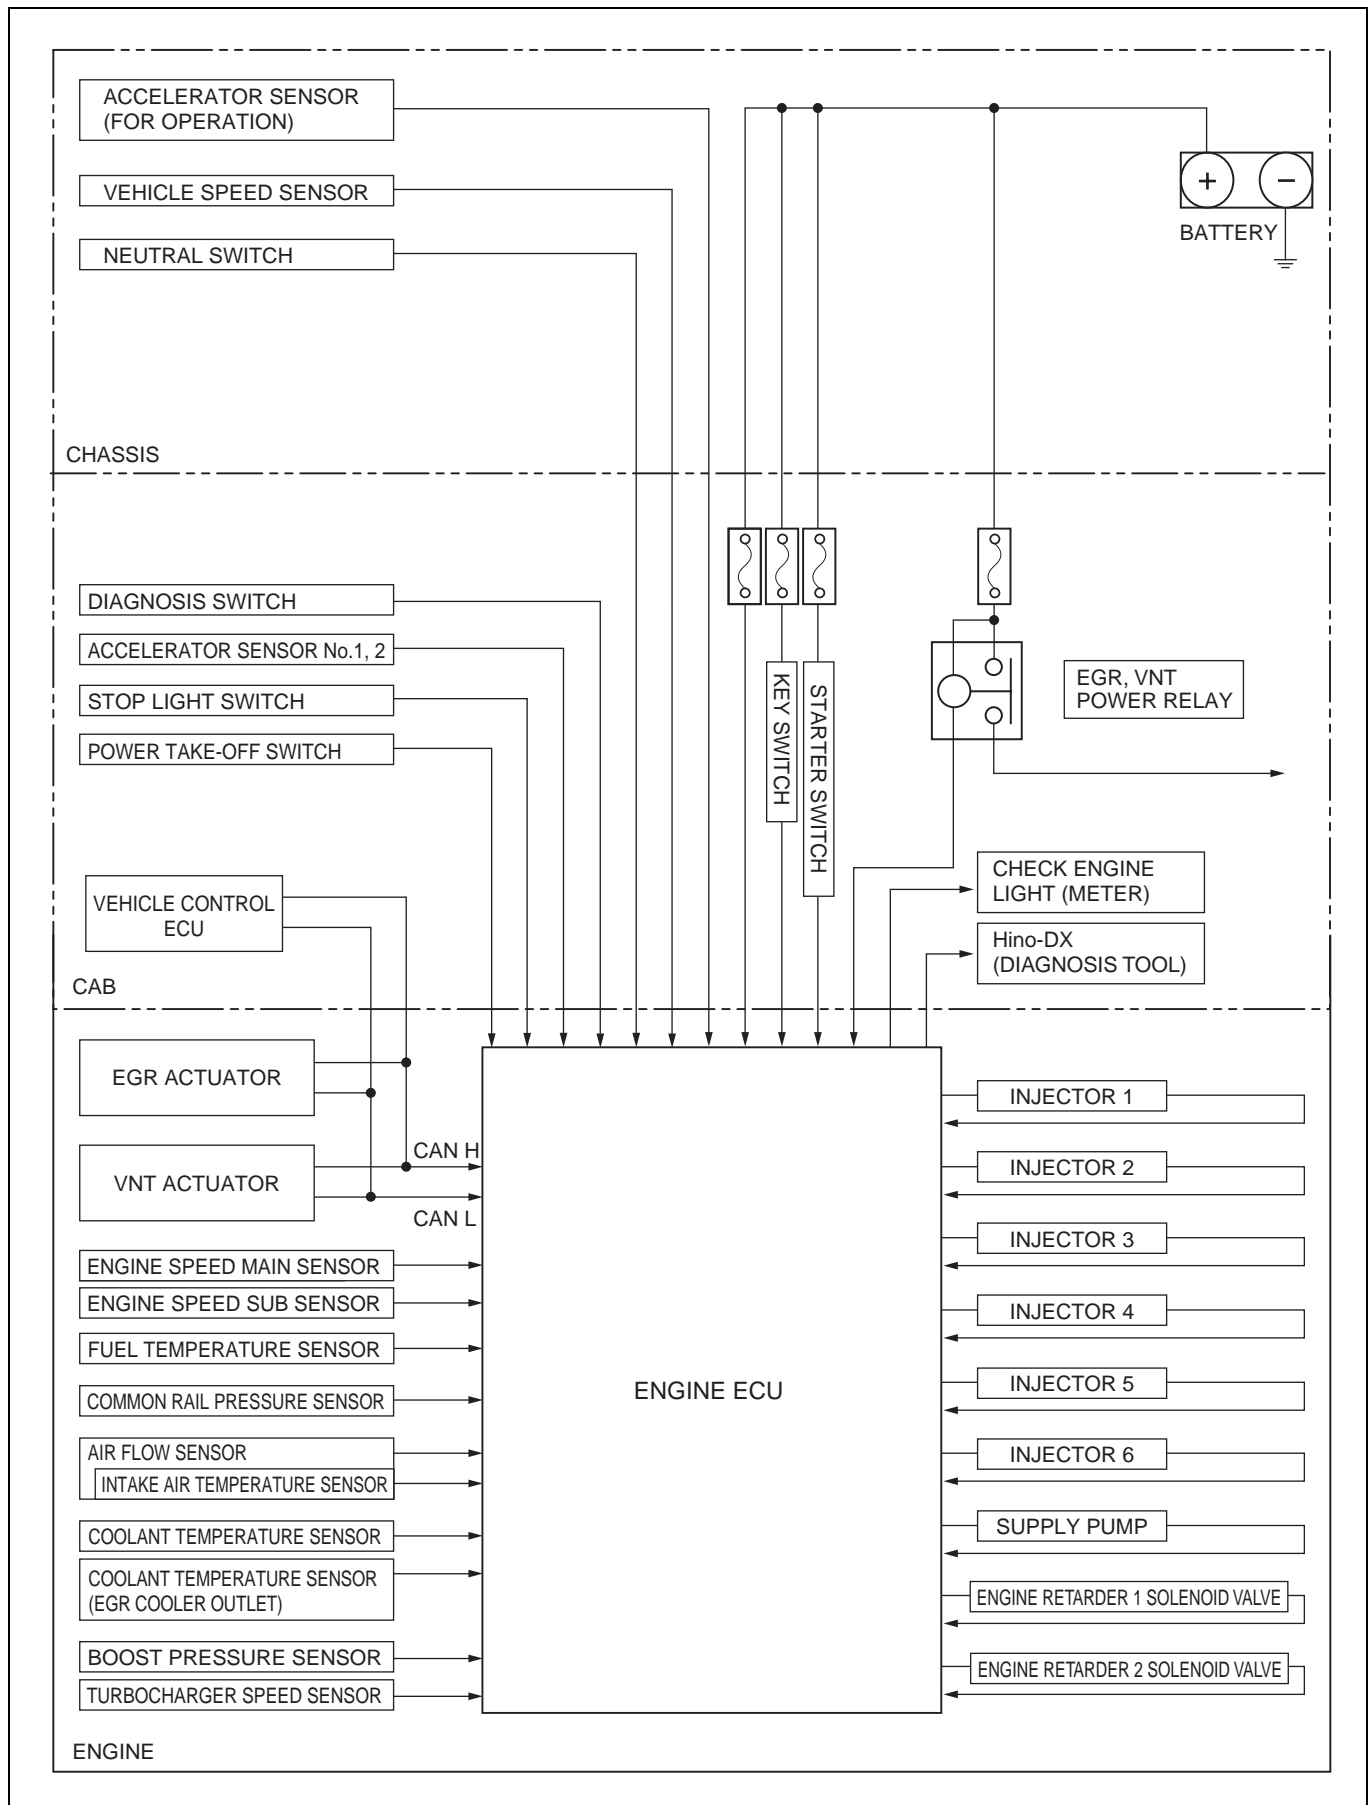 ACCELERATOR SENSOR
(FOR OPERATION)
VEHICLE SPEED SENSOR
NEUTRAL SWITCH
+
−
BATTERY
CHASSIS
DIAGNOSIS SWITCH
ACCELERATOR SENSOR No.1, 2
STOP LIGHT SWITCH
POWER TAKE-OFF SWITCH
KEY SWITCH
STARTER SWITCH
EGR, VNT
POWER RELAY
VEHICLE CONTROL
ECU
CHECK ENGINE
LIGHT (METER)
Hino-DX
(DIAGNOSIS TOOL)
CAB
EGR ACTUATOR
VNT ACTUATOR
CAN H
CAN L
ENGINE SPEED MAIN SENSOR
ENGINE SPEED SUB SENSOR
FUEL TEMPERATURE SENSOR
COMMON RAIL PRESSURE SENSOR
AIR FLOW SENSOR
INTAKE AIR TEMPERATURE SENSOR
COOLANT TEMPERATURE SENSOR
COOLANT TEMPERATURE SENSOR
(EGR COOLER OUTLET)
BOOST PRESSURE SENSOR
TURBOCHARGER SPEED SENSOR
ENGINE ECU
INJECTOR 1
INJECTOR 2
INJECTOR 3
INJECTOR 4
INJECTOR 5
INJECTOR 6
SUPPLY PUMP
ENGINE RETARDER 1 SOLENOID VALVE
ENGINE RETARDER 2 SOLENOID VALVE
ENGINE